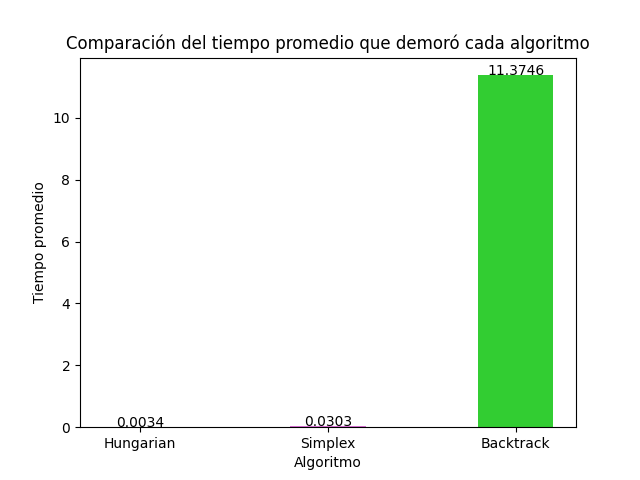 Comparación del tiempo promedio que demoró cada algoritmo
11.3746
10
8
6
4
2
0
Tiempo promedio
0.0034
0.0303
Hungarian
Simplex
Backtrack
Algoritmo